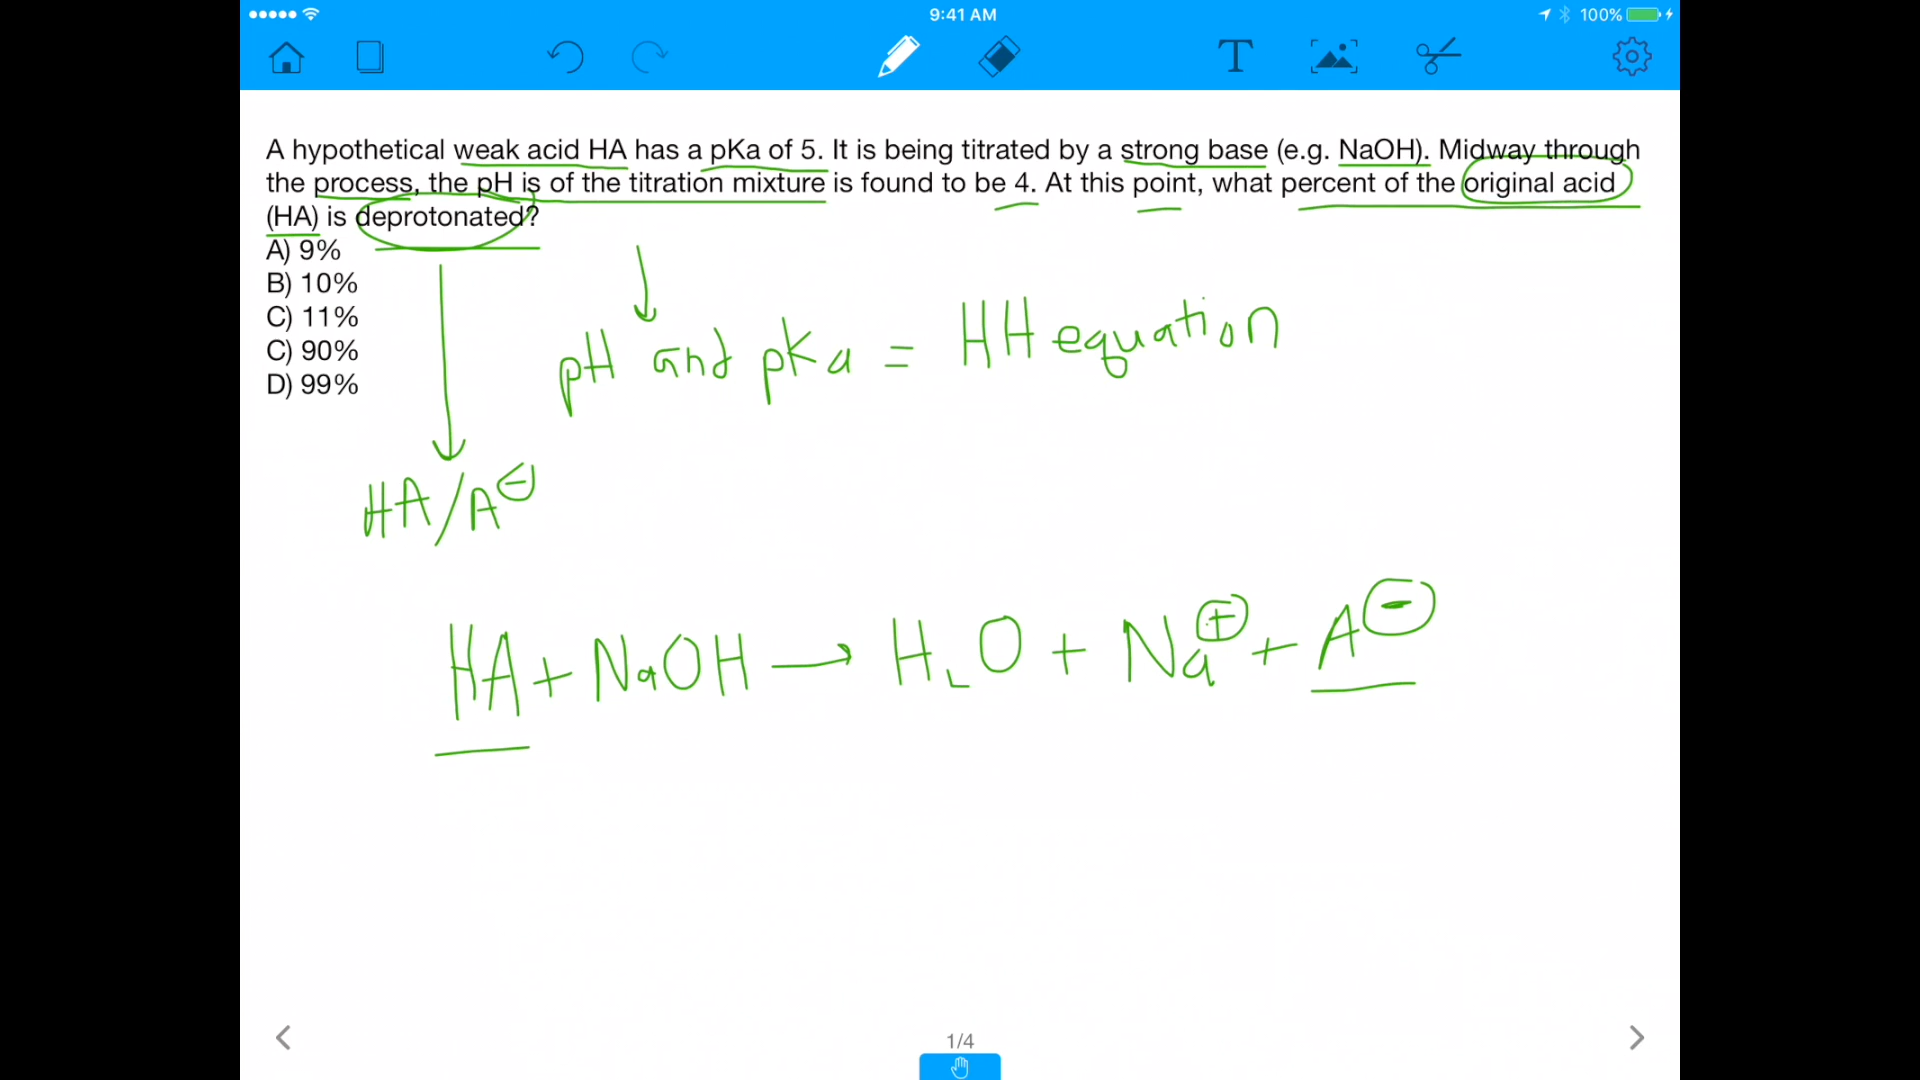 9:41 AM
100%
T
A hypothetical weak acid HA has a pKa of 5. It is being titrated by a strong base (e.g. NaOH). Midway through
the process, the pH is of the titration mixture is found to be 4. At this point, what percent of the original acid
(HA) is deprotonated?
A) 9%
B) 10%
C) 11%
C) 90%
D) 99%
pH and pKa = HH equation
HA/A⊖
HA + NaOH → H₂O + Na⊕ + A⊖
1/4